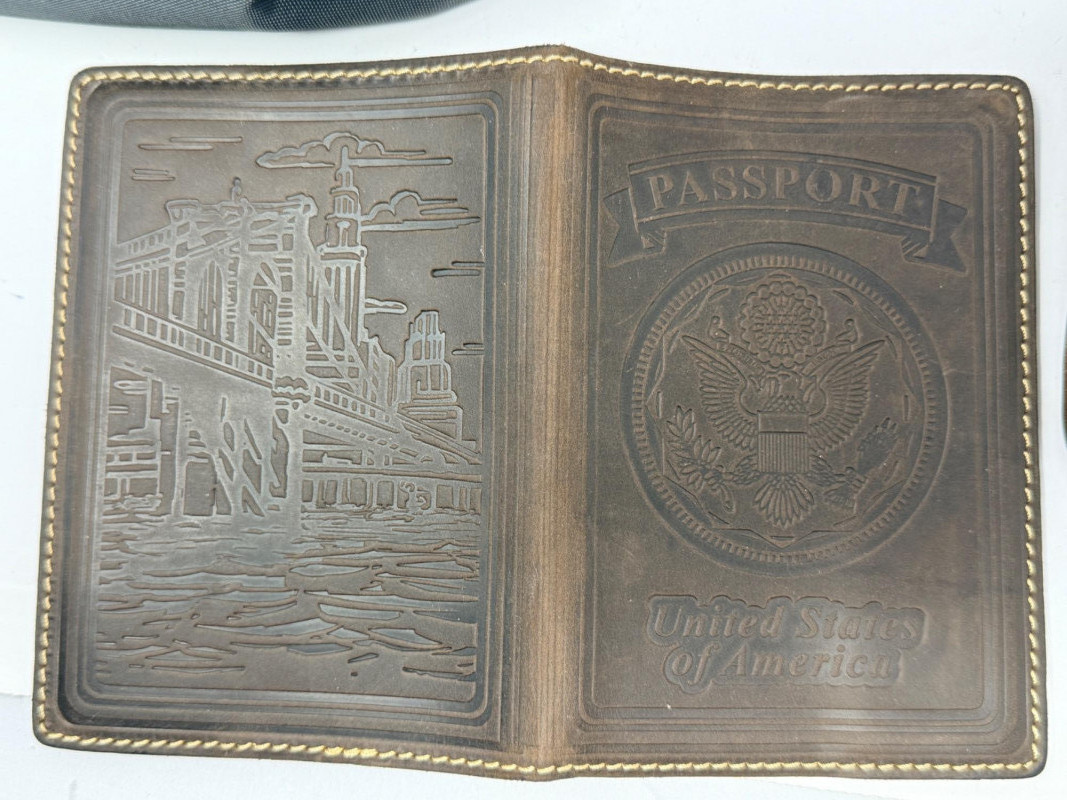 PASSPORT
United States
of America